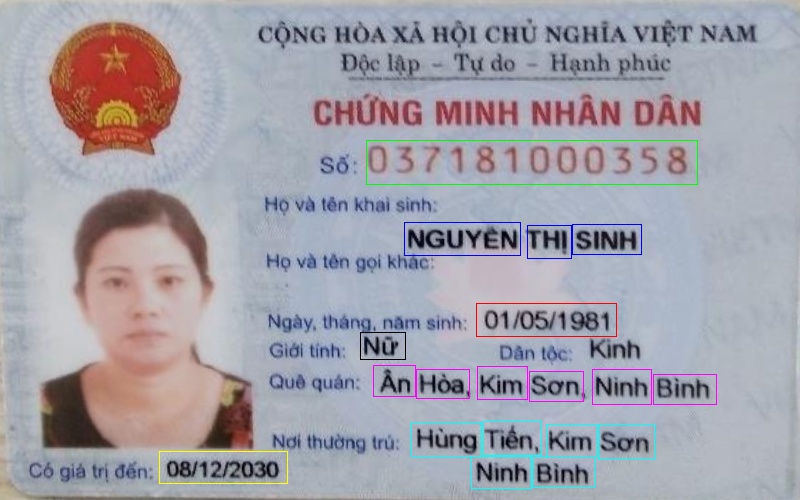 CỘNG HÒA XÃ HỘI CHỦ NGHĨA VIỆT NAM
Độc lập - Tự do - Hạnh phúc
CHỨNG MINH NHÂN DÂN
Số: 037181000358
Họ và tên khai sinh:
NGUYỄN THỊ SINH
Họ và tên gọi khác:
Ngày, tháng, năm sinh: 01/05/1981
Giới tính: Nữ Dân tộc: Kinh
Quê quán: Ân Hòa, Kim Sơn, Ninh Bình
Nơi thường trú: Hùng Tiến, Kim Sơn
Ninh Bình
Có giá trị đến: 08/12/2030